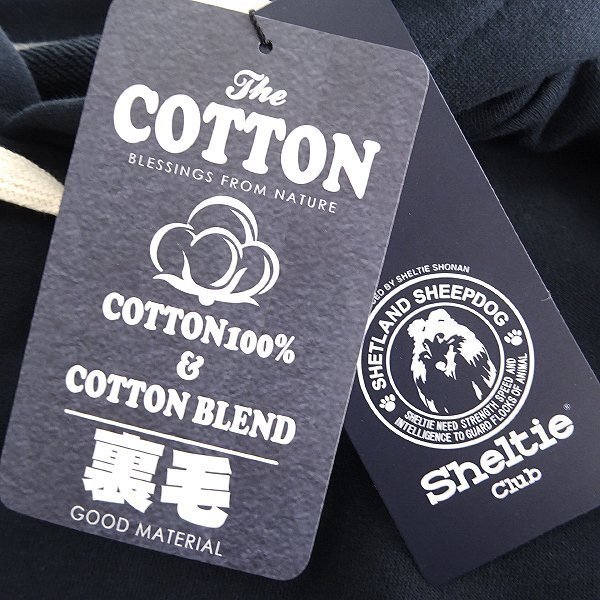 The
COTTON
BLESSINGS FROM NATURE
COTTON100%
&
COTTON BLEND
裏毛
GOOD MATERIAL
BY SHELTIE SHONAN
SHETLAND SHEEPDOG
SHELTIE NEED STRENGTH SPEED AND
INTELLIGENCE TO GUARD FLOCKS OF ANIMAL
Sheltie®
Club